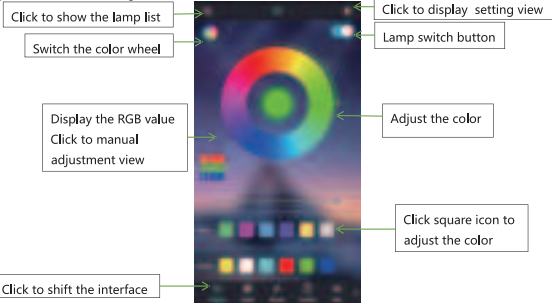 Click to show the lamp list
Click to display setting view
Switch the color wheel
Lamp switch button
Display the RGB value
Click to manual
adjustment view
Adjust the color
Click square icon to
adjust the color
Click to shift the interface